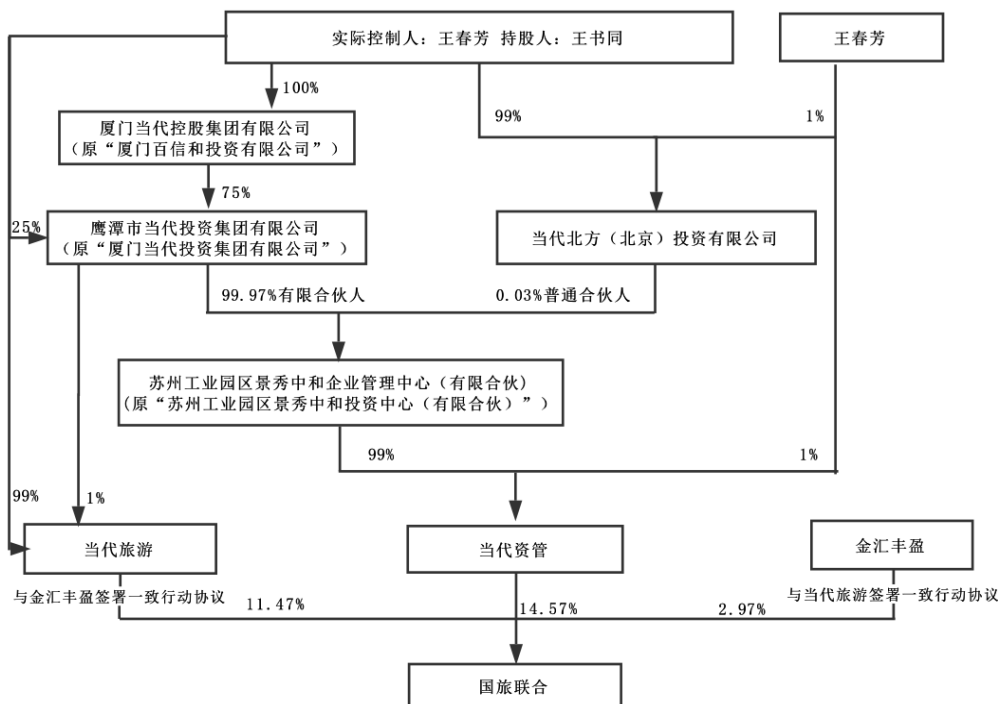 实际控制人：王春芳 持股人：王书同
王春芳
100%
99%
1%
厦门当代控股集团有限公司
（原“厦门百信和投资有限公司”）
75%
25%
鹰潭市当代投资集团有限公司
（原“厦门当代投资集团有限公司”）
当代北方（北京）投资有限公司
99.97%有限合伙人
0.03%普通合伙人
苏州工业园区景秀中和企业管理中心（有限合伙)
(原“苏州工业园区景秀中和投资中心（有限合伙）”）
99%
1%
99%
1%
当代旅游
当代资管
金汇丰盈
与金汇丰盈签署一致行动协议
与当代旅游签署一致行动协议
11.47%
14.57%
2.97%
国旅联合